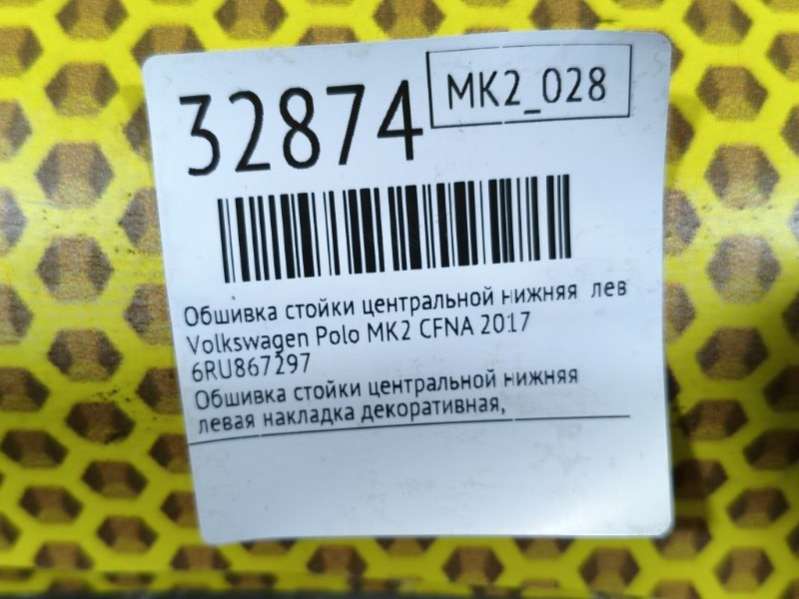 32874
MK2_028
Обшивка стойки центральной нижняя лев
Volkswagen Polo MK2 CFNA 2017
6RU867297
Обшивка стойки центральной нижняя
левая накладка декоративная,